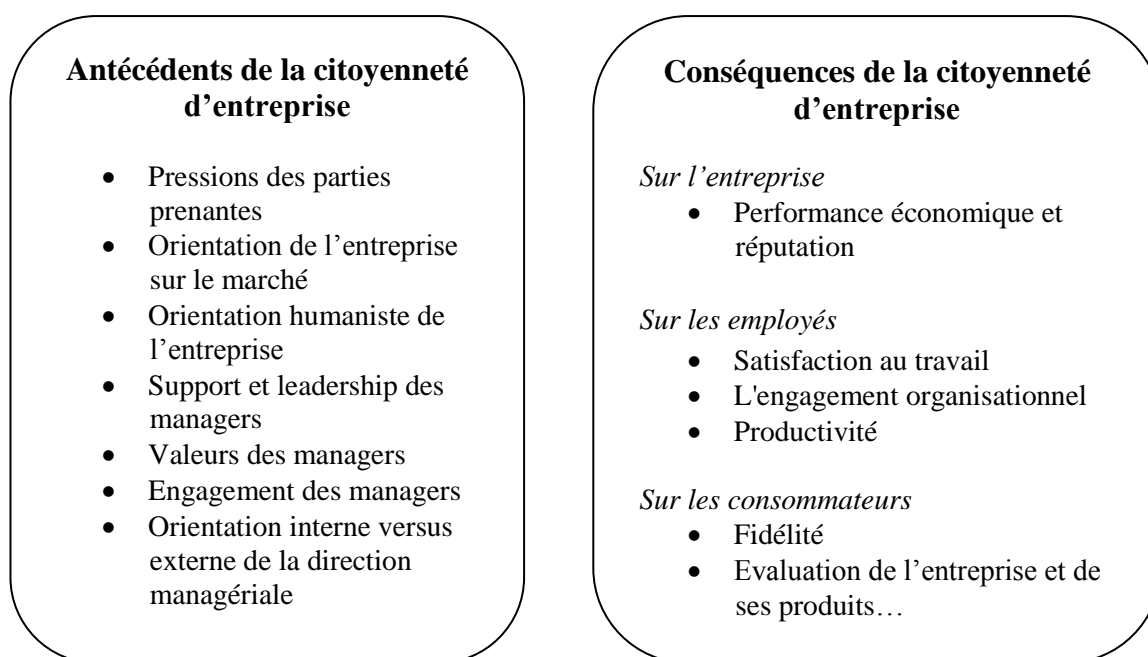 Antécédents de la citoyenneté
d’entreprise
• Pressions des parties
prenantes
• Orientation de l’entreprise
sur le marché
• Orientation humaniste de
l’entreprise
• Support et leadership des
managers
• Valeurs des managers
• Engagement des managers
• Orientation interne versus
externe de la direction
managériale
Conséquences de la citoyenneté
d’entreprise
Sur l’entreprise
• Performance économique et
réputation
Sur les employés
• Satisfaction au travail
• L'engagement organisationnel
• Productivité
Sur les consommateurs
• Fidélité
• Evaluation de l’entreprise et de
ses produits…